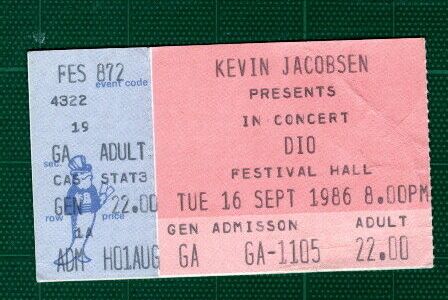 FES 872
event code
4322
19
GA ADULT
sec.
CAS STAT3
GEN 22.00
row price
1A
ADM H01AUG
KEVIN JACOBSEN
PRESENTS
IN CONCERT
DIO
FESTIVAL HALL
TUE 16 SEPT 1986 8.00PM
GEN ADMISSON ADULT
GA GA-1105 22.00